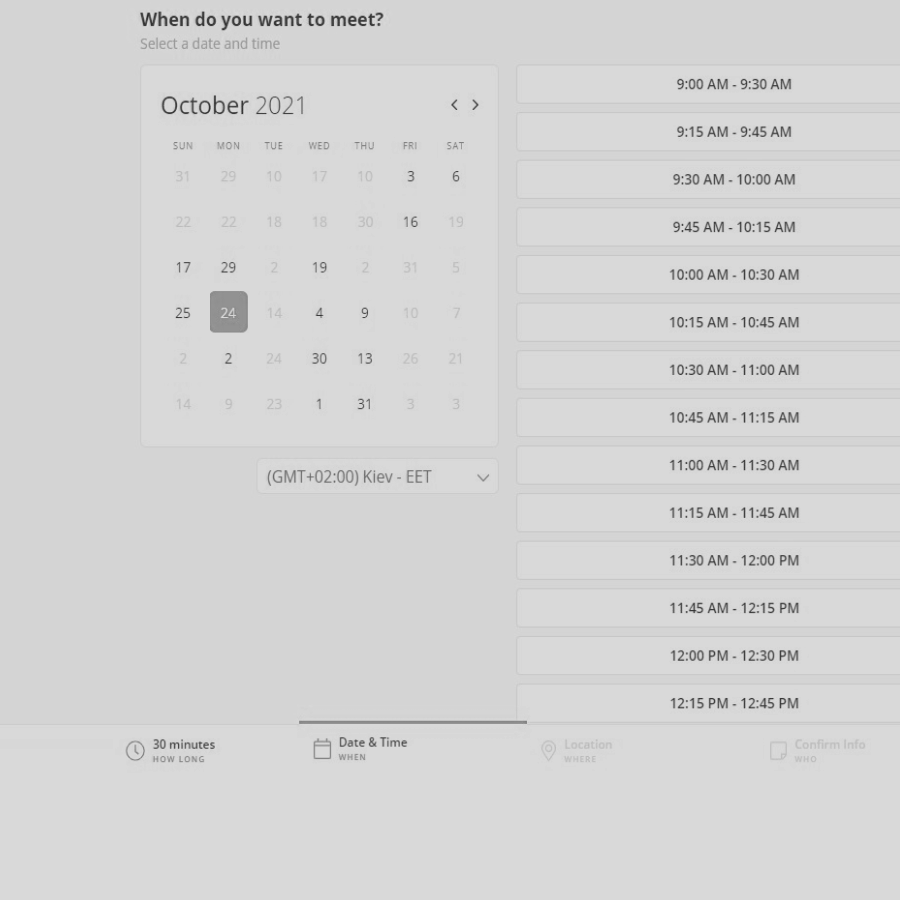 When do you want to meet?
Select a date and time
October 2021
SUN MON TUE WED THU FRI SAT
31 29 10 17 10 3 6
22 22 18 18 30 16 19
17 29 2 19 2 31 5
25 24 14 4 9 10 7
2 2 24 30 13 26 21
14 9 23 1 31 3 3
(GMT+02:00) Kiev - EET
9:00 AM - 9:30 AM
9:15 AM - 9:45 AM
9:30 AM - 10:00 AM
9:45 AM - 10:15 AM
10:00 AM - 10:30 AM
10:15 AM - 10:45 AM
10:30 AM - 11:00 AM
10:45 AM - 11:15 AM
11:00 AM - 11:30 AM
11:15 AM - 11:45 AM
11:30 AM - 12:00 PM
11:45 AM - 12:15 PM
12:00 PM - 12:30 PM
12:15 PM - 12:45 PM
30 minutes
HOW LONG
Date & Time
WHEN
Location
WHERE
Confirm Info
WHO